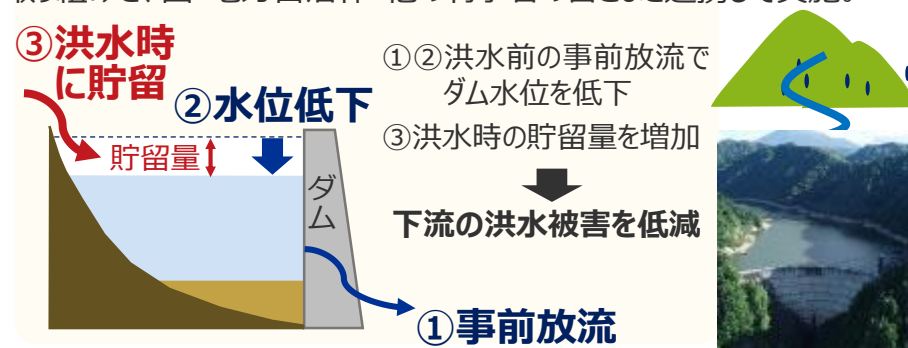 ③洪水時
に貯留
②水位低下
貯留量
ダム
①事前放流
①②洪水前の事前放流で
ダム水位を低下
③洪水時の貯留量を増加
下流の洪水被害を低減